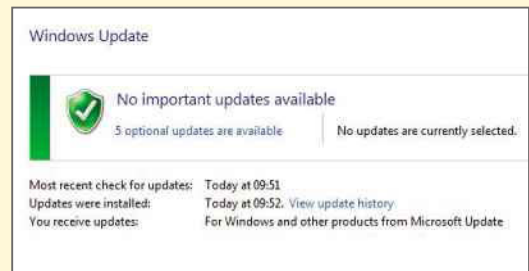 Windows Update
No important updates available
5 optional updates are available
No updates are currently selected.
Most recent check for updates: Today at 09:51
Updates were installed: Today at 09:52. View update history
You receive updates: For Windows and other products from Microsoft Update